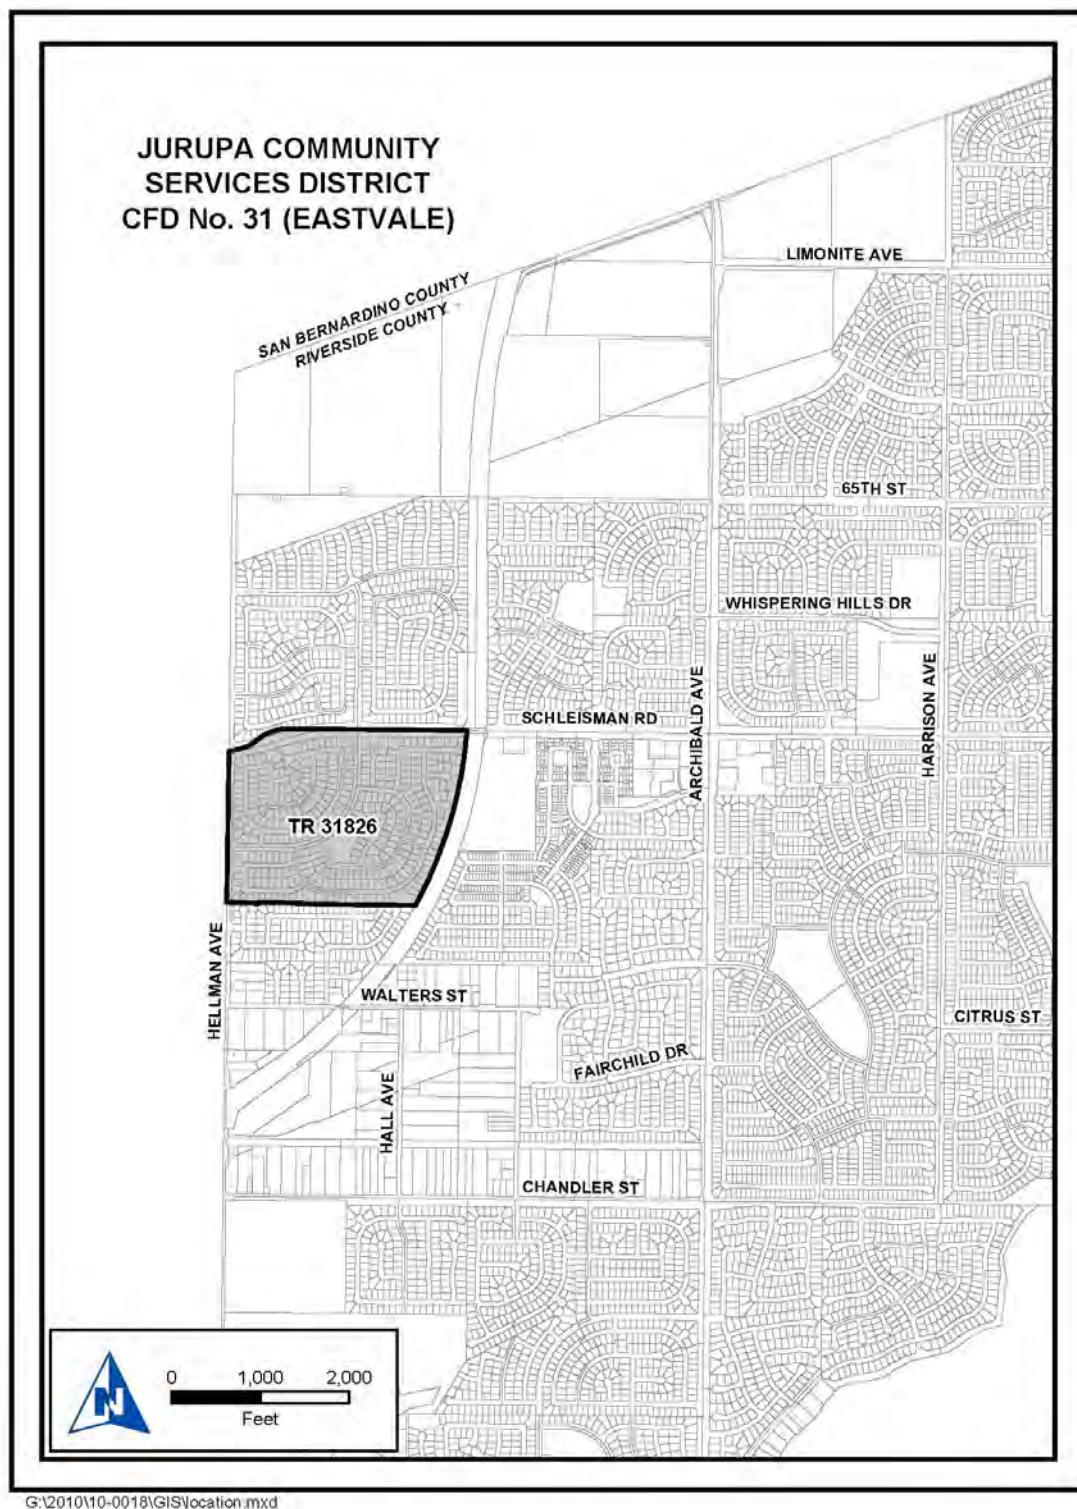 JURUPA COMMUNITY
SERVICES DISTRICT
CFD No. 31 (EASTVALE)
LIMONITE AVE
SAN BERNARDINO COUNTY
RIVERSIDE COUNTY
65TH ST
WHISPERING HILLS DR
SCHLEISMAN RD
ARCHIBALD AVE
HARRISON AVE
TR 31826
HELLMAN AVE
WALTERS ST
CITRUS ST
FAIRCHILD DR
HALL AVE
CHANDLER ST
N
0 1,000 2,000
Feet
G:\2010\10-0018\GIS\location.mxd